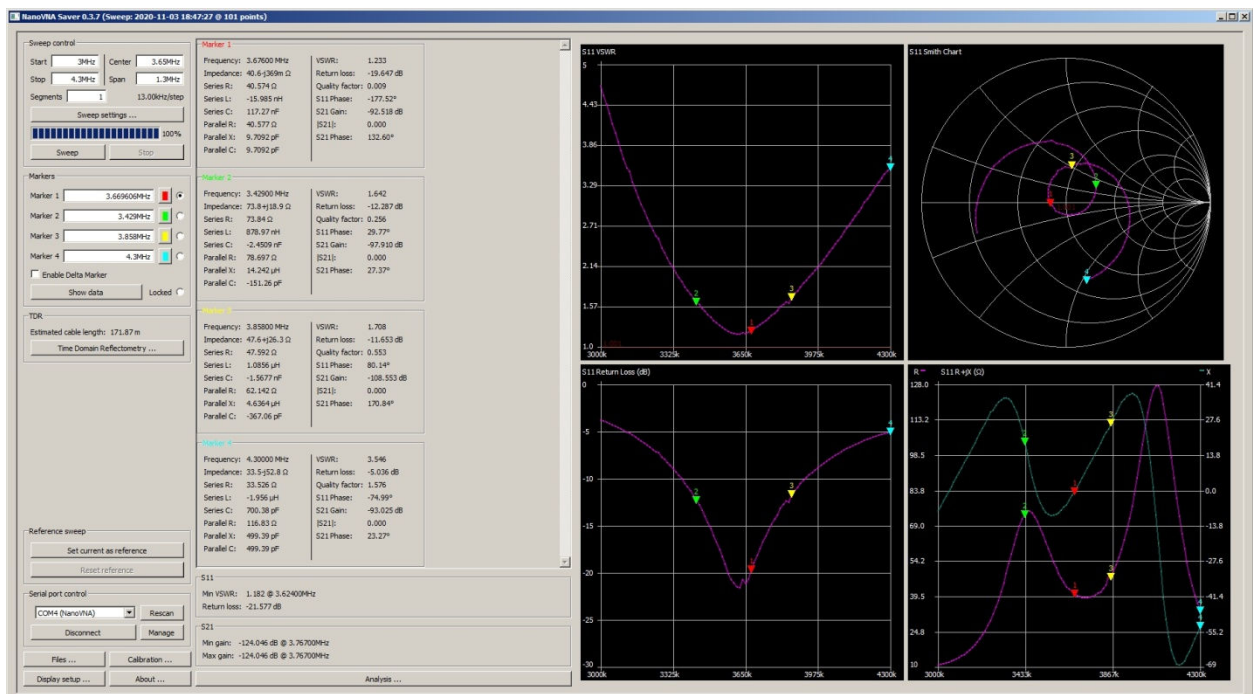 NanoVNA Saver 0.3.7 (Sweep: 2020-11-03 18:47:27 @ 101 points)
Sweep control
Start 3MHz Center 3.65MHz
Stop 4.3MHz Span 1.3MHz
Segments 1 13.00kHz/step
Sweep settings ...
100%
Sweep Stop
Markers
Marker 1 3.669606MHz
Marker 2 3.429MHz
Marker 3 3.858MHz
Marker 4 4.3MHz
Enable Delta Marker
Show data Locked
TDR
Estimated cable length: 171.87 m
Time Domain Reflectometry ...
Reference sweep
Set current as reference
Reset reference
Serial port control
COM4 (NanoVNA) Rescan
Disconnect Manage
Files ... Calibration ...
Display setup ... About ...
Marker 1
Frequency: 3.67600 MHz VSWR: 1.233
Impedance: 40.6-j369m Ω Return loss: -19.647 dB
Series R: 40.574 Ω Quality factor: 0.009
Series L: -15.985 nH S11 Phase: -177.52°
Series C: 117.27 nF S21 Gain: -92.518 dB
Parallel R: 40.577 Ω |S21|: 0.000
Parallel X: 9.7092 pF S21 Phase: 132.60°
Parallel C: 9.7092 pF
Marker 2
Frequency: 3.42900 MHz VSWR: 1.642
Impedance: 73.8+j18.9 Ω Return loss: -12.287 dB
Series R: 73.84 Ω Quality factor: 0.256
Series L: 878.97 nH S11 Phase: 29.77°
Series C: -2.4509 nF S21 Gain: -97.910 dB
Parallel R: 78.697 Ω |S21|: 0.000
Parallel X: 14.242 μH S21 Phase: 27.37°
Parallel C: -151.26 pF
Marker 3
Frequency: 3.85800 MHz VSWR: 1.708
Impedance: 47.6+j26.3 Ω Return loss: -11.653 dB
Series R: 47.592 Ω Quality factor: 0.553
Series L: 1.0856 μH S11 Phase: 80.14°
Series C: -1.5677 nF S21 Gain: -108.553 dB
Parallel R: 62.142 Ω |S21|: 0.000
Parallel X: 4.6364 μH S21 Phase: 170.84°
Parallel C: -367.06 pF
Marker 4
Frequency: 4.30000 MHz VSWR: 3.546
Impedance: 33.5-j52.8 Ω Return loss: -5.036 dB
Series R: 33.526 Ω Quality factor: 1.576
Series L: -1.956 μH S11 Phase: -74.99°
Series C: 700.38 pF S21 Gain: -93.025 dB
Parallel R: 116.83 Ω |S21|: 0.000
Parallel X: 499.39 pF S21 Phase: 23.27°
Parallel C: 499.39 pF
S11
Min VSWR: 1.182 @ 3.62400MHz
Return loss: -21.577 dB
S21
Min gain: -124.046 dB @ 3.76700MHz
Max gain: -124.046 dB @ 3.76700MHz
Analysis ...
S11 VSWR
5
4.43
3.86
3.29
2.71
2.14
1.57
1.0
3000k 3325k 3650k 3975k 4300k
1 2 3 4
S11 Smith Chart
1 2 3 4
S11 Return Loss (dB)
0
-5
-10
-15
-20
-25
-30
3000k 3325k 3650k 3975k 4300k
1 2 3 4
R S11 R+jX (Ω) X
128.0 41.4
113.2 27.6
98.5 13.8
83.8 0.0
69.0 -13.8
54.2 -27.6
39.5 -41.4
24.8 -55.2
10 -69
3000k 3433k 3867k 4300k
1 2 3 4
1 2 3 4